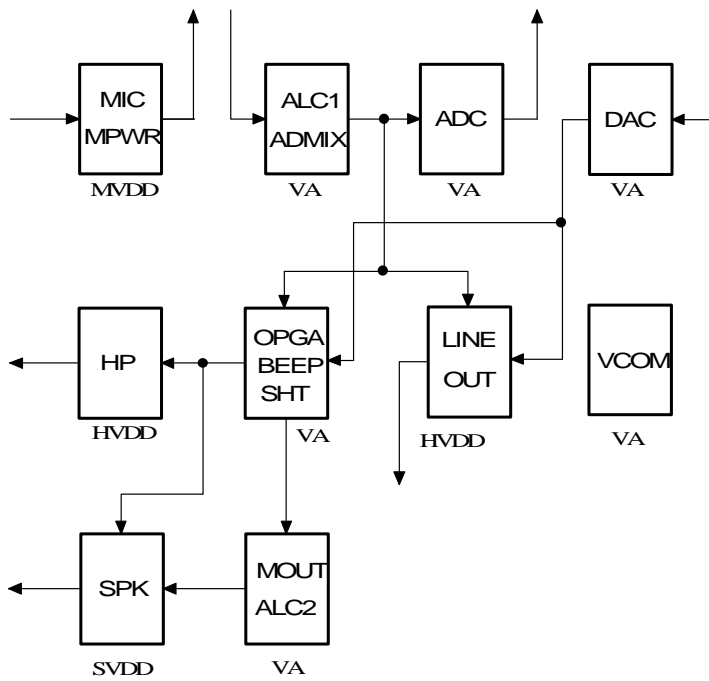 MIC
MPWR
MVDD
ALC1
ADMIX
VA
ADC
VA
DAC
VA
HP
HVDD
OPGA
BEEP
SHT
VA
LINE
OUT
HVDD
VCOM
VA
SPK
SVDD
MOUT
ALC2
VA